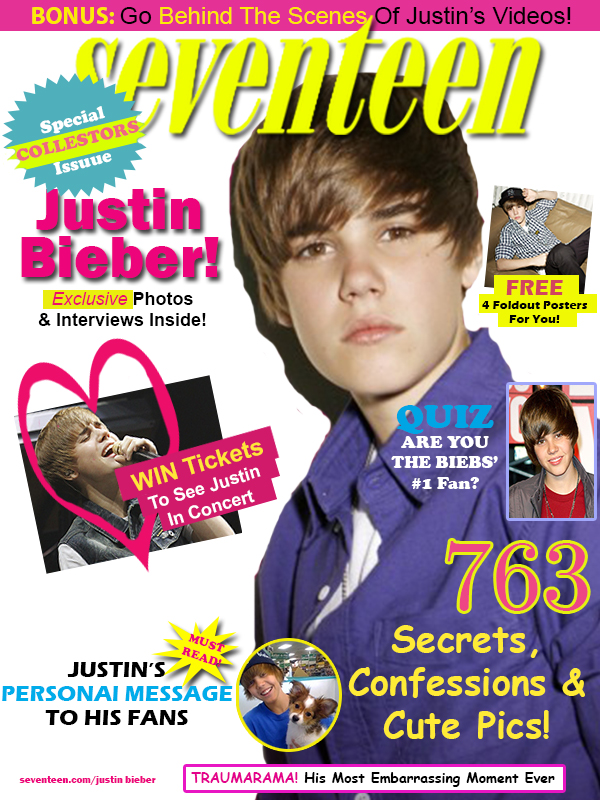 BONUS: Go Behind The Scenes Of Justin's Videos!
seventeen
Special
COLLESTORS
Issuue
Justin
Bieber!
Exclusive Photos
& Interviews Inside!
FREE
4 Foldout Posters
For You!
WIN Tickets
To See Justin
In Concert
QUIZ
ARE YOU
THE BIEBS'
#1 Fan?
763
Secrets,
Confessions &
Cute Pics!
MUST
READ!
JUSTIN'S
PERSONAl MESSAGE
TO HIS FANS
seventeen.com/justin bieber
TRAUMARAMA! His Most Embarrassing Moment Ever